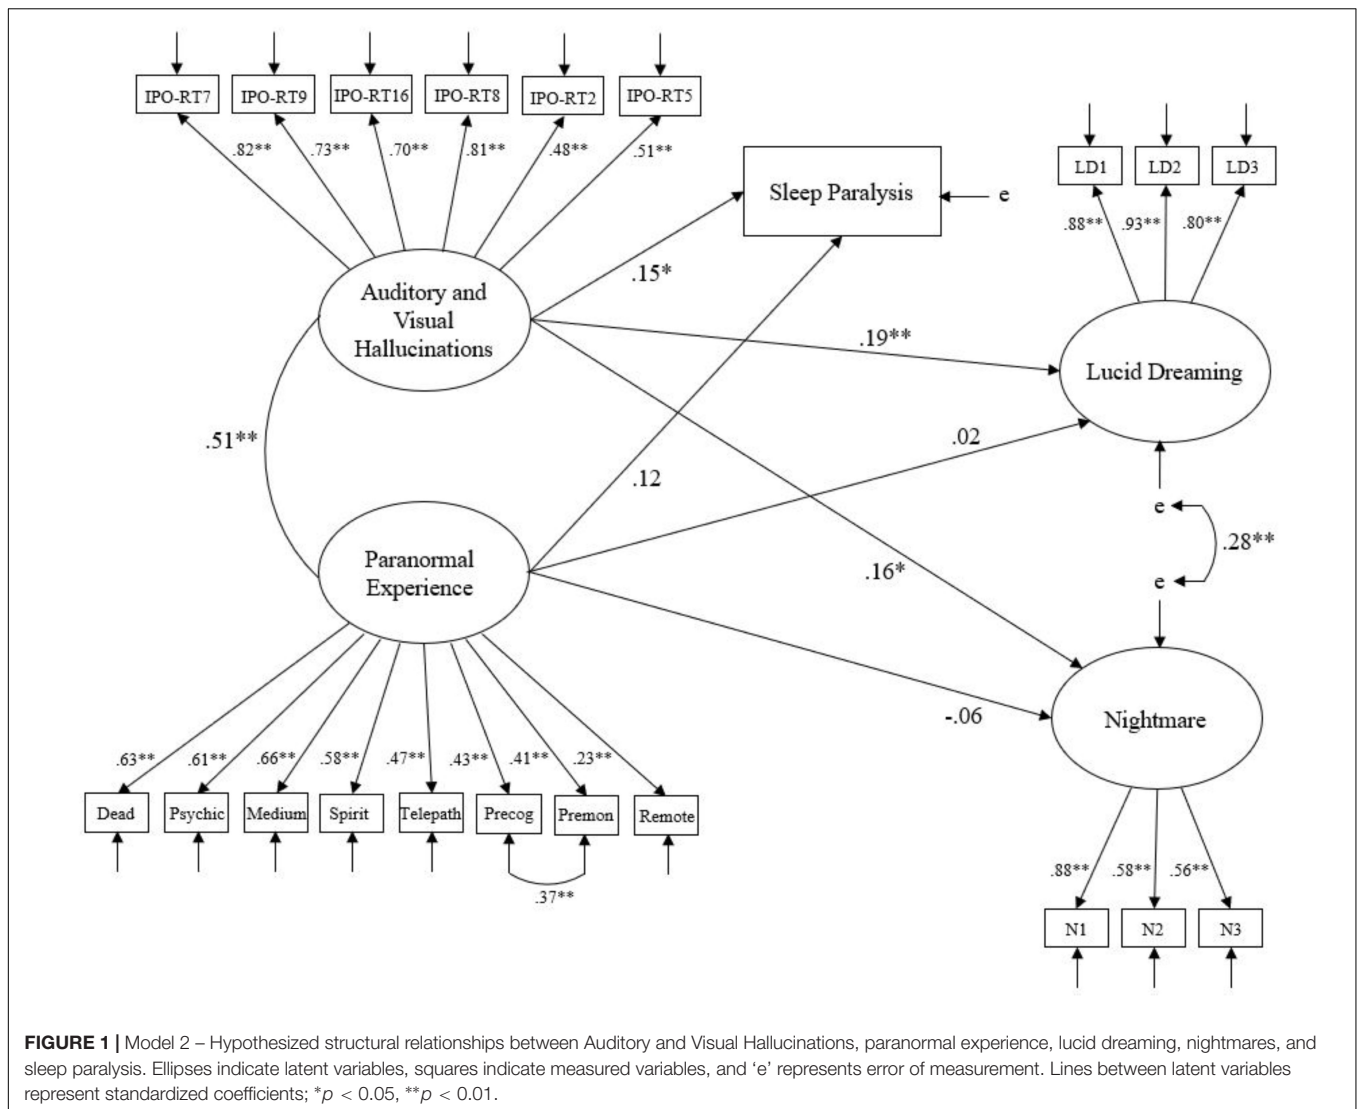 IPO-RT7 IPO-RT9 IPO-RT16 IPO-RT8 IPO-RT2 IPO-RT5
.82** .73** .70** .81** .48** .51**
Auditory and
Visual
Hallucinations
Sleep Paralysis
e
LD1 LD2 LD3
.88** .93** .80**
Lucid Dreaming
.15*
.19**
.51**
.02
.12
.16*
-.06
e
.28**
e
Paranormal
Experience
Nightmare
.63** .61** .66** .58** .47** .43** .41** .23**
Dead Psychic Medium Spirit Telepath Precog Premon Remote
.37**
.88** .58** .56**
N1 N2 N3
FIGURE 1 | Model 2 – Hypothesized structural relationships between Auditory and Visual Hallucinations, paranormal experience, lucid dreaming, nightmares, and
sleep paralysis. Ellipses indicate latent variables, squares indicate measured variables, and ‘e’ represents error of measurement. Lines between latent variables
represent standardized coefficients; *p < 0.05, **p < 0.01.